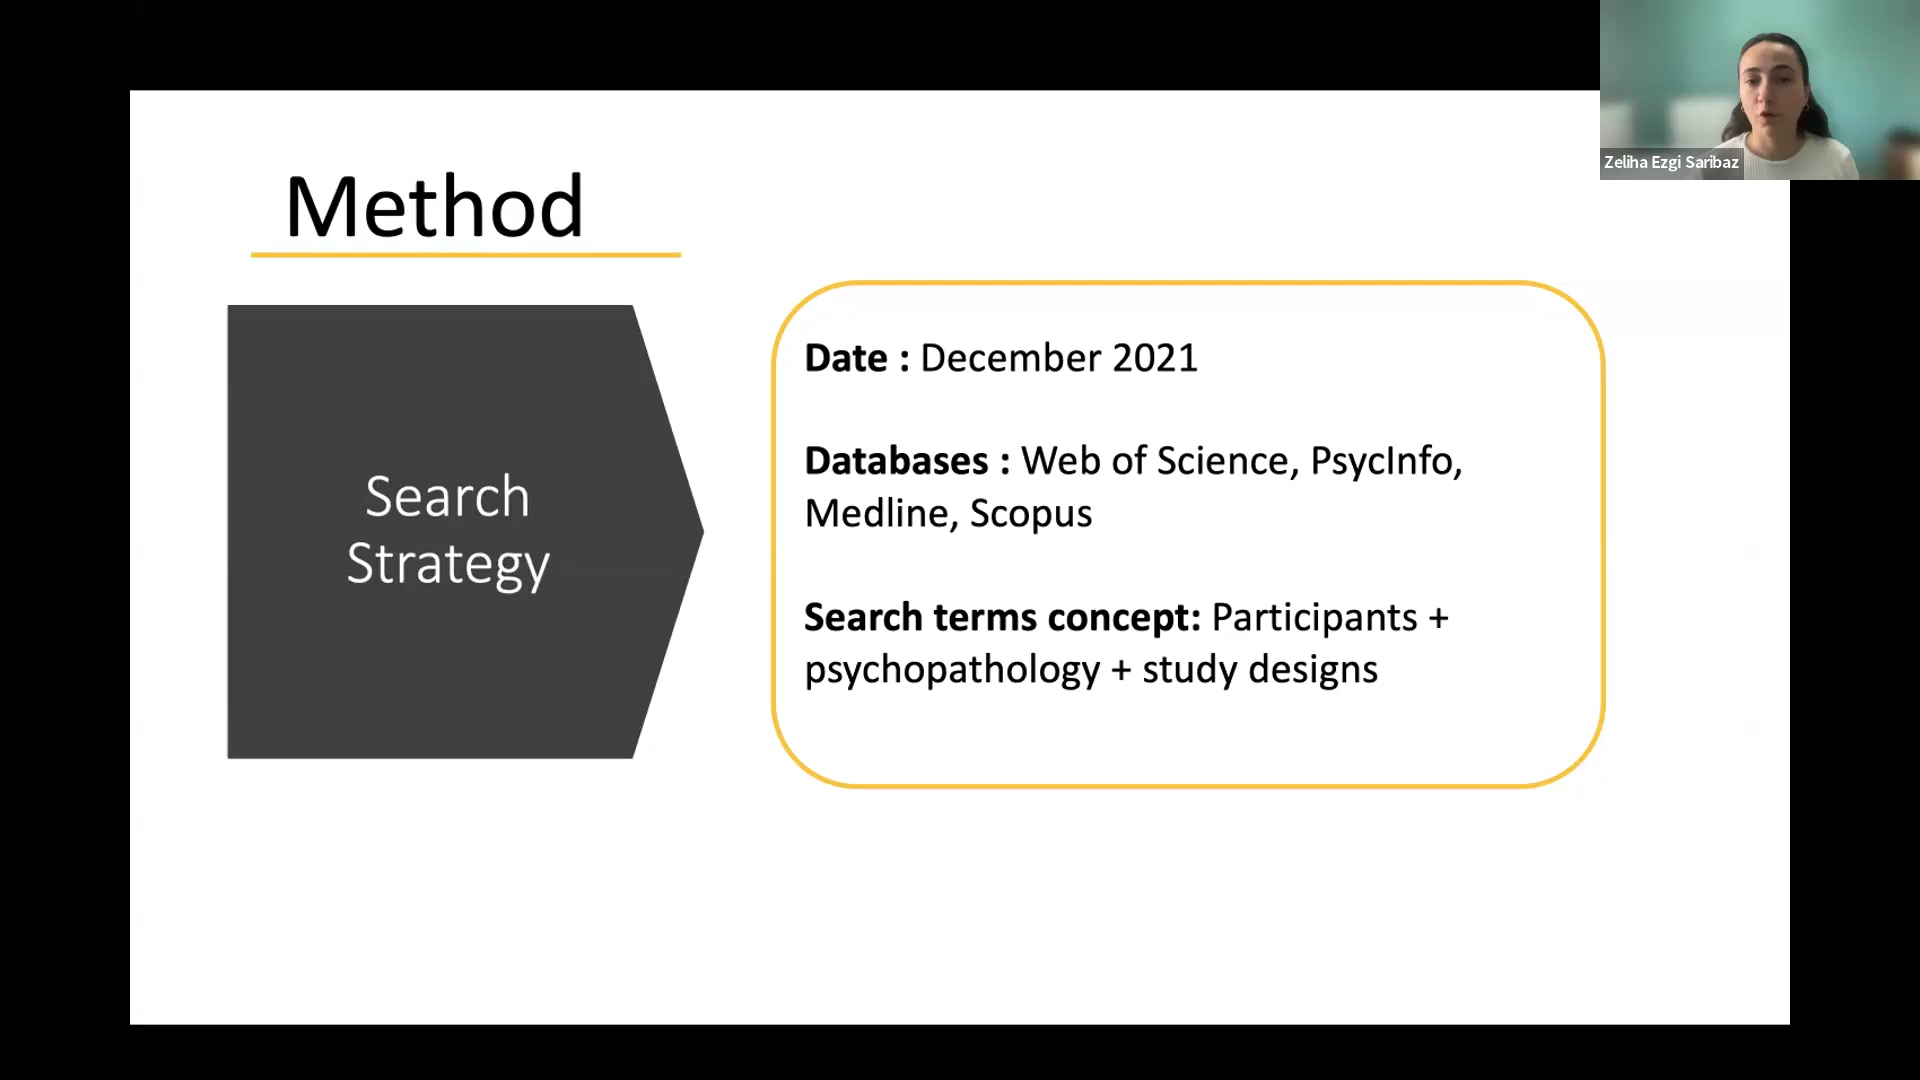 Zeliha Ezgi Saribaz
Method
Search
Strategy
Date : December 2021
Databases : Web of Science, PsycInfo,
Medline, Scopus
Search terms concept: Participants +
psychopathology + study designs